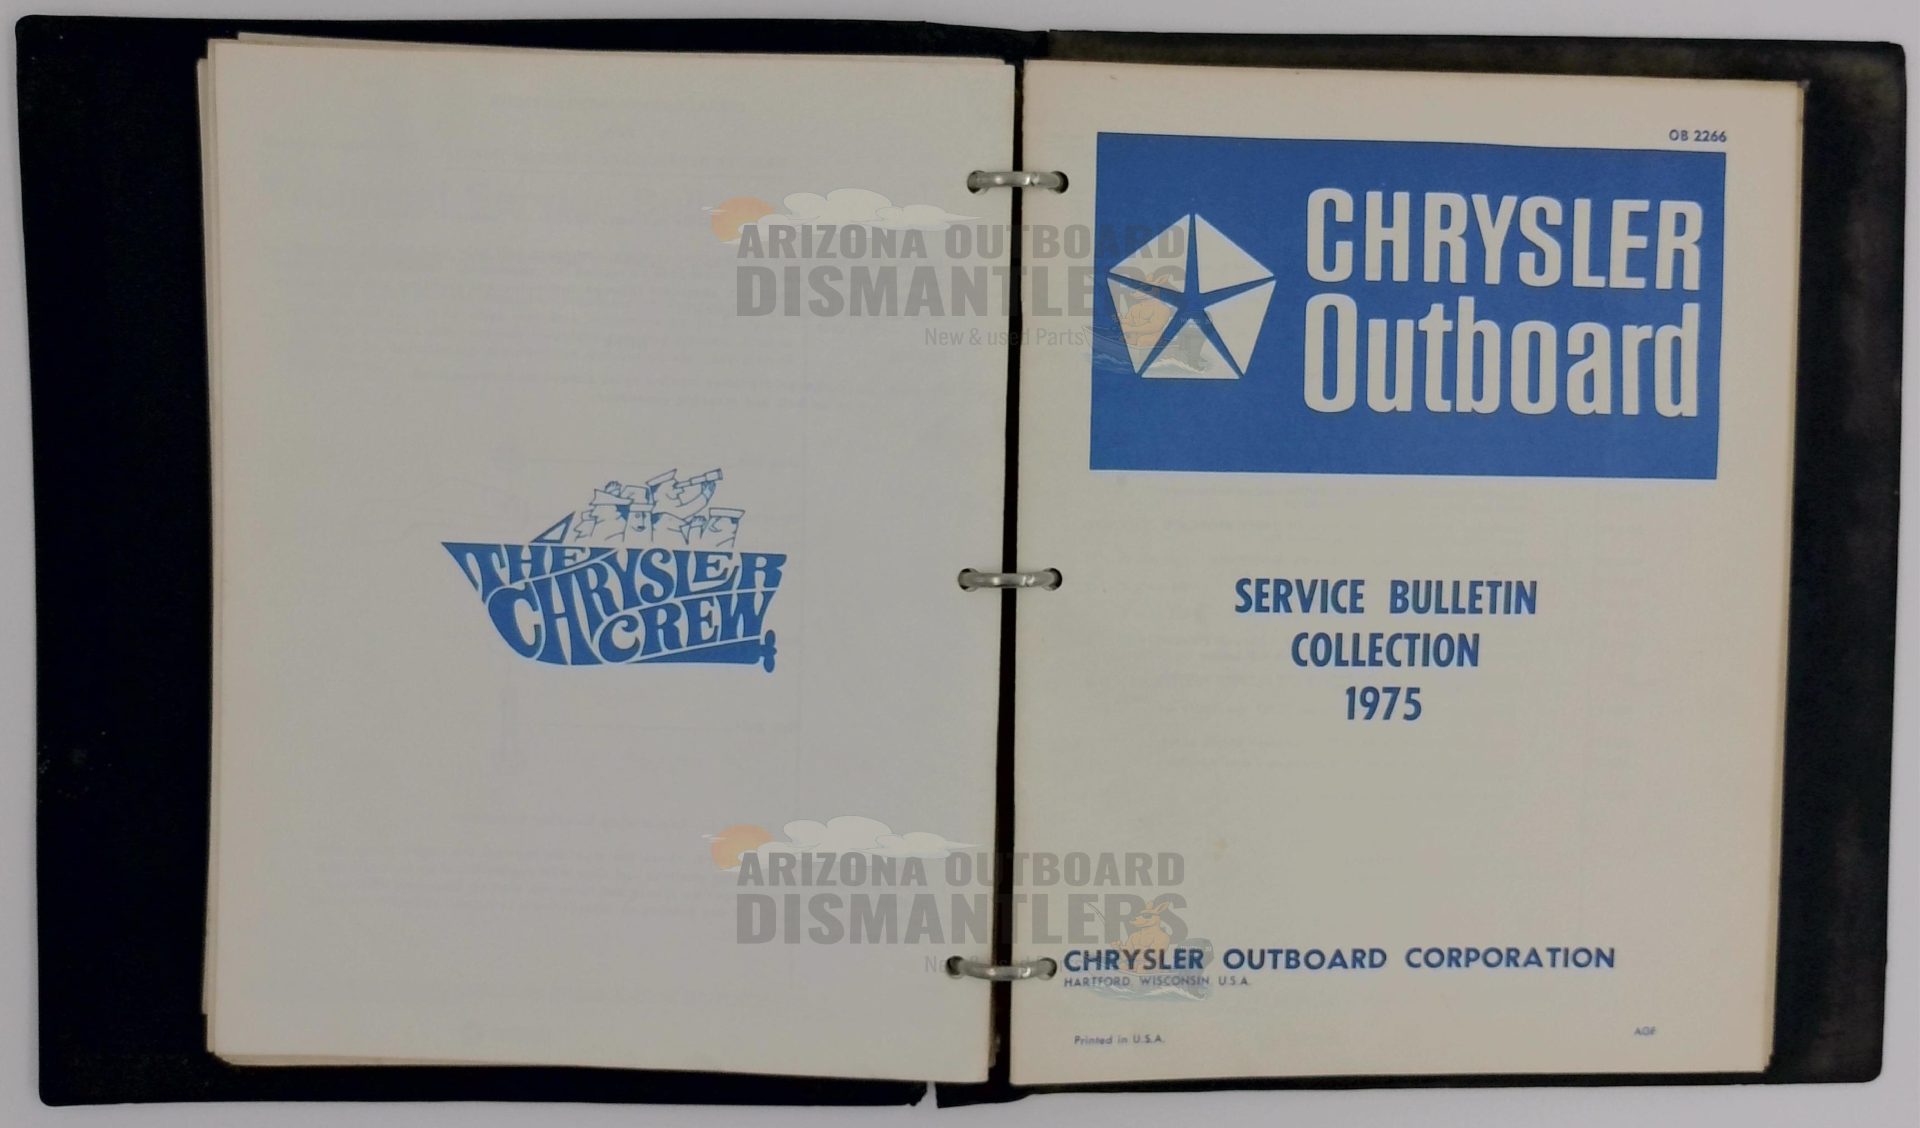 THE
CHRYSLER
CREW
OB 2266
CHRYSLER
Outboard
SERVICE BULLETIN
COLLECTION
1975
CHRYSLER OUTBOARD CORPORATION
HARTFORD, WISCONSIN, U.S.A.
Printed in U.S.A.
ARIZONA OUTBOARD
DISMANTLERS
New & used Parts
ARIZONA OUTBOARD
DISMANTLERS